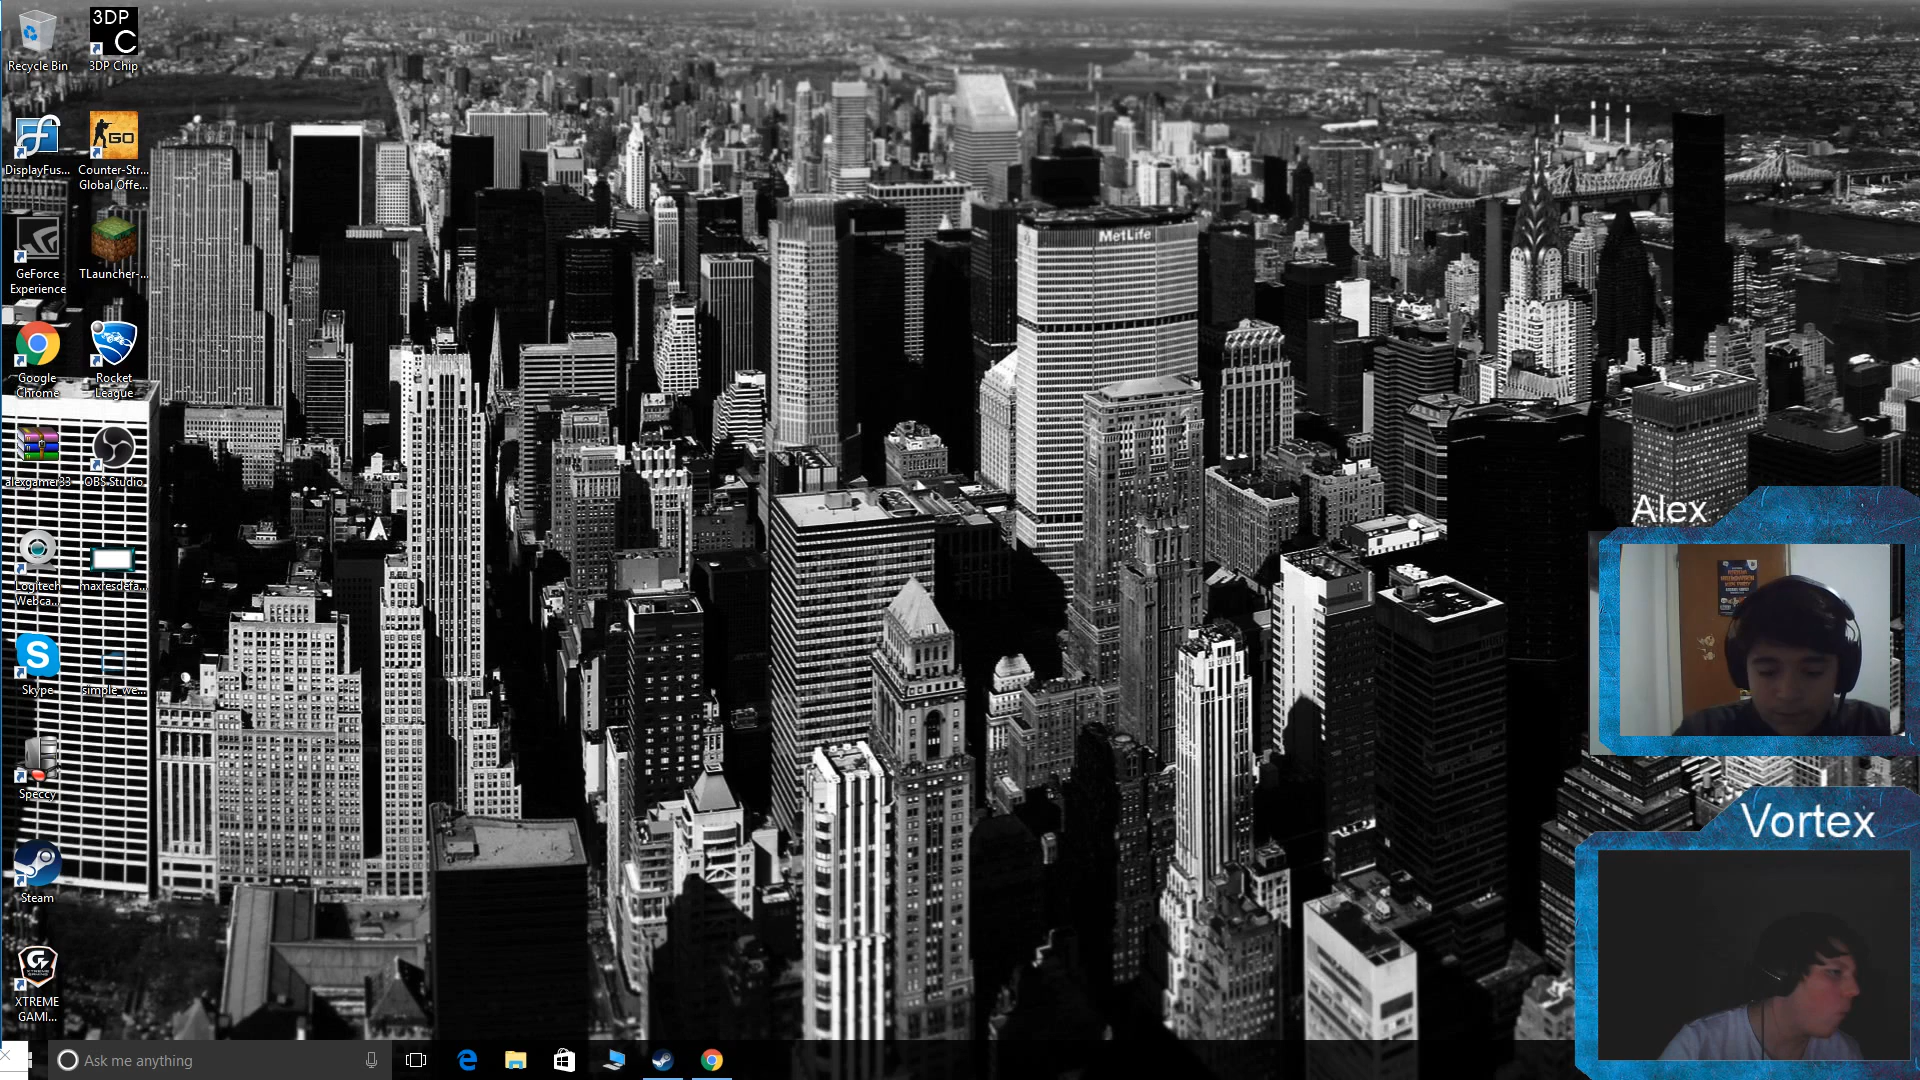 Recycle Bin
3DP
C
3DP Chip
DisplayFus...
GO
Counter-Str...
Global Offe...
GeForce
Experience
TLauncher-...
Google
Chrome
Rocket
League
alexgamer33
OBS Studio
Logitech
Webca...
maxresdefa...
S
Skype
simple_we...
Speccy
Steam
XTREME
GAMI...
MetLife
Alex
Vortex
Ask me anything